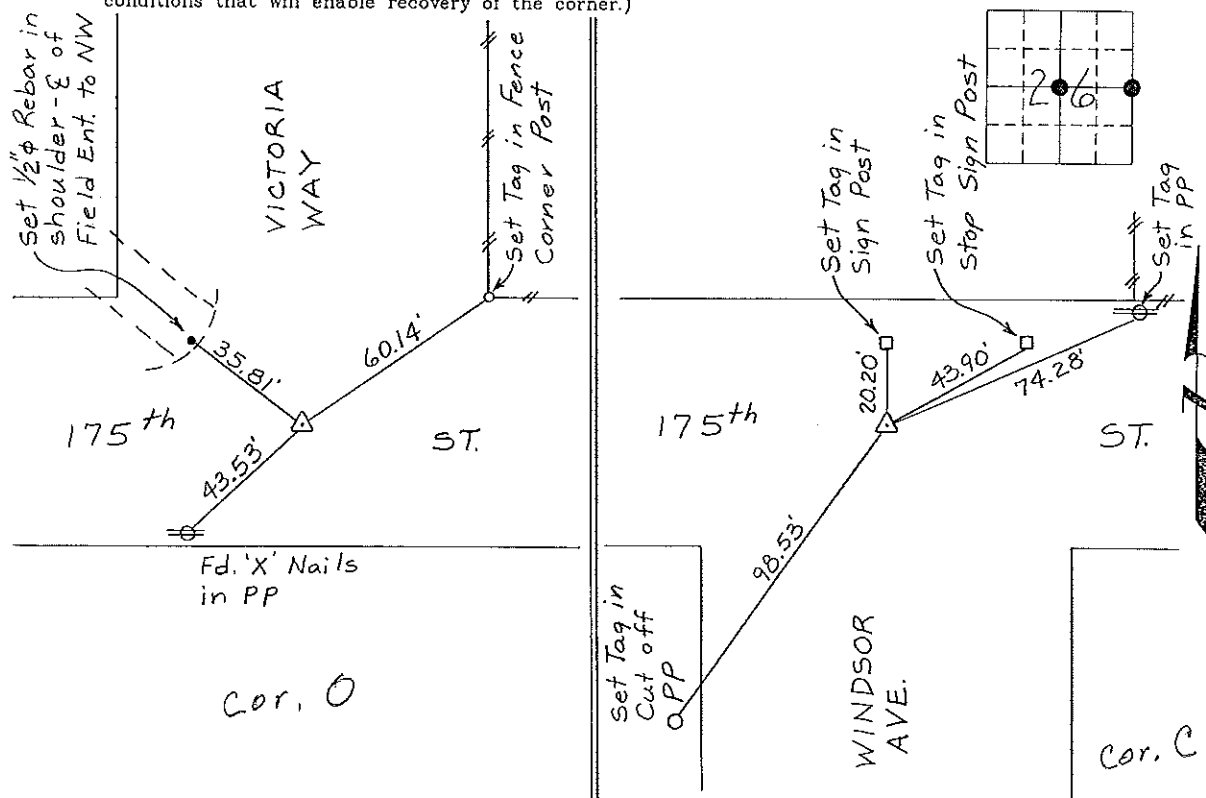 conditions that will enable recovery of the corner.)
Set 1/2"ф Rebar in
shoulder - ℄ of
Field Ent. to NW
VICTORIA
WAY
Set Tag in Fence
Corner Post
35.81'
60.14'
175th
ST.
43.53'
Fd. 'X' Nails
in PP
Cor. O
26
Set Tag in
Sign Post
Set Tag in
Stop Sign Post
Set Tag
in PP
20.20'
43.90'
74.28'
175th
ST.
98.53'
Set Tag in
Cut off
PP
WINDSOR
AVE.
Cor. C